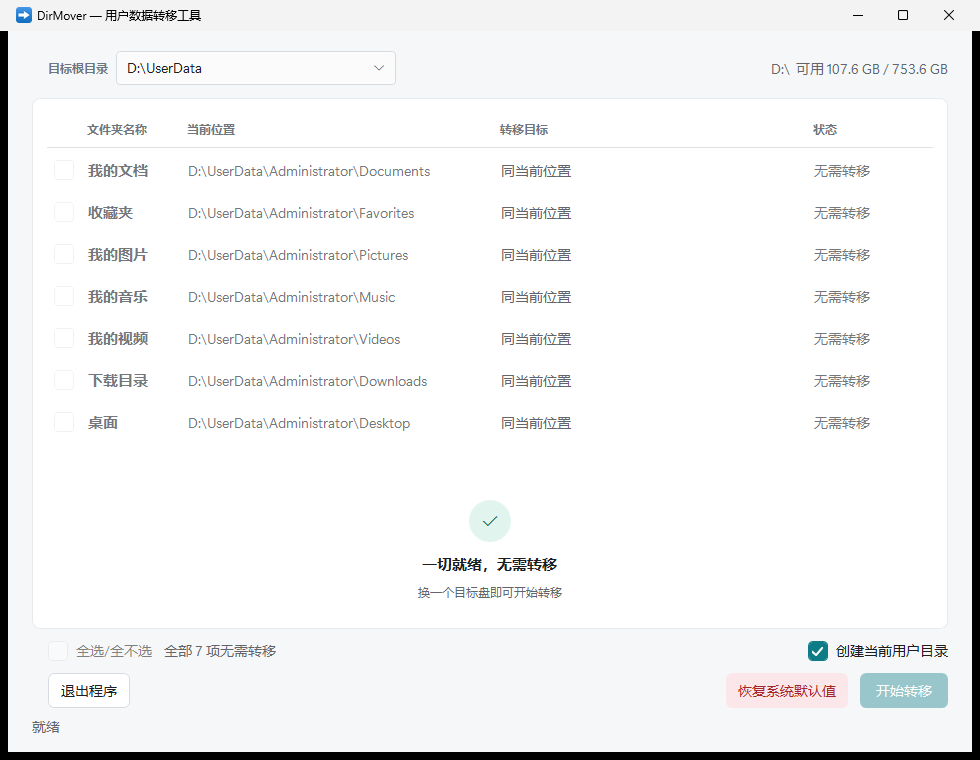 DirMover — 用户数据转移工具
目标根目录 D:\UserData D:\ 可用 107.6 GB / 753.6 GB
文件夹名称 当前位置 转移目标 状态
我的文档 D:\UserData\Administrator\Documents 同当前位置 无需转移
收藏夹 D:\UserData\Administrator\Favorites 同当前位置 无需转移
我的图片 D:\UserData\Administrator\Pictures 同当前位置 无需转移
我的音乐 D:\UserData\Administrator\Music 同当前位置 无需转移
我的视频 D:\UserData\Administrator\Videos 同当前位置 无需转移
下载目录 D:\UserData\Administrator\Downloads 同当前位置 无需转移
桌面 D:\UserData\Administrator\Desktop 同当前位置 无需转移
一切就绪，无需转移
换一个目标盘即可开始转移
全选/全不选 全部 7 项无需转移 创建当前用户目录
退出程序 恢复系统默认值 开始转移
就绪